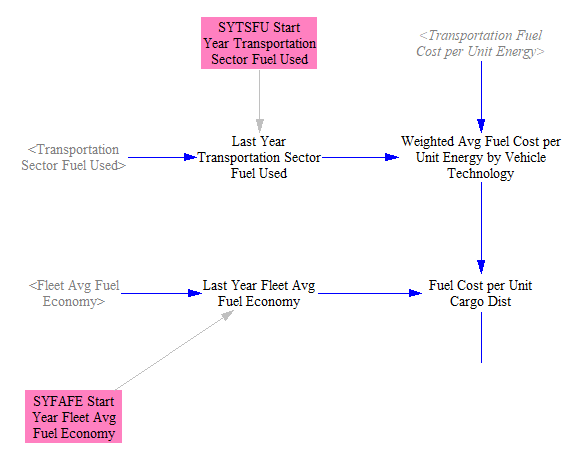 SYTSFU Start
Year Transportation
Sector Fuel Used
<Transportation Fuel
Cost per Unit Energy>
<Transportation
Sector Fuel Used>
Last Year
Transportation Sector
Fuel Used
Weighted Avg Fuel Cost per
Unit Energy by Vehicle
Technology
<Fleet Avg Fuel
Economy>
Last Year Fleet Avg
Fuel Economy
Fuel Cost per Unit
Cargo Dist
SYFAFE Start
Year Fleet Avg
Fuel Economy